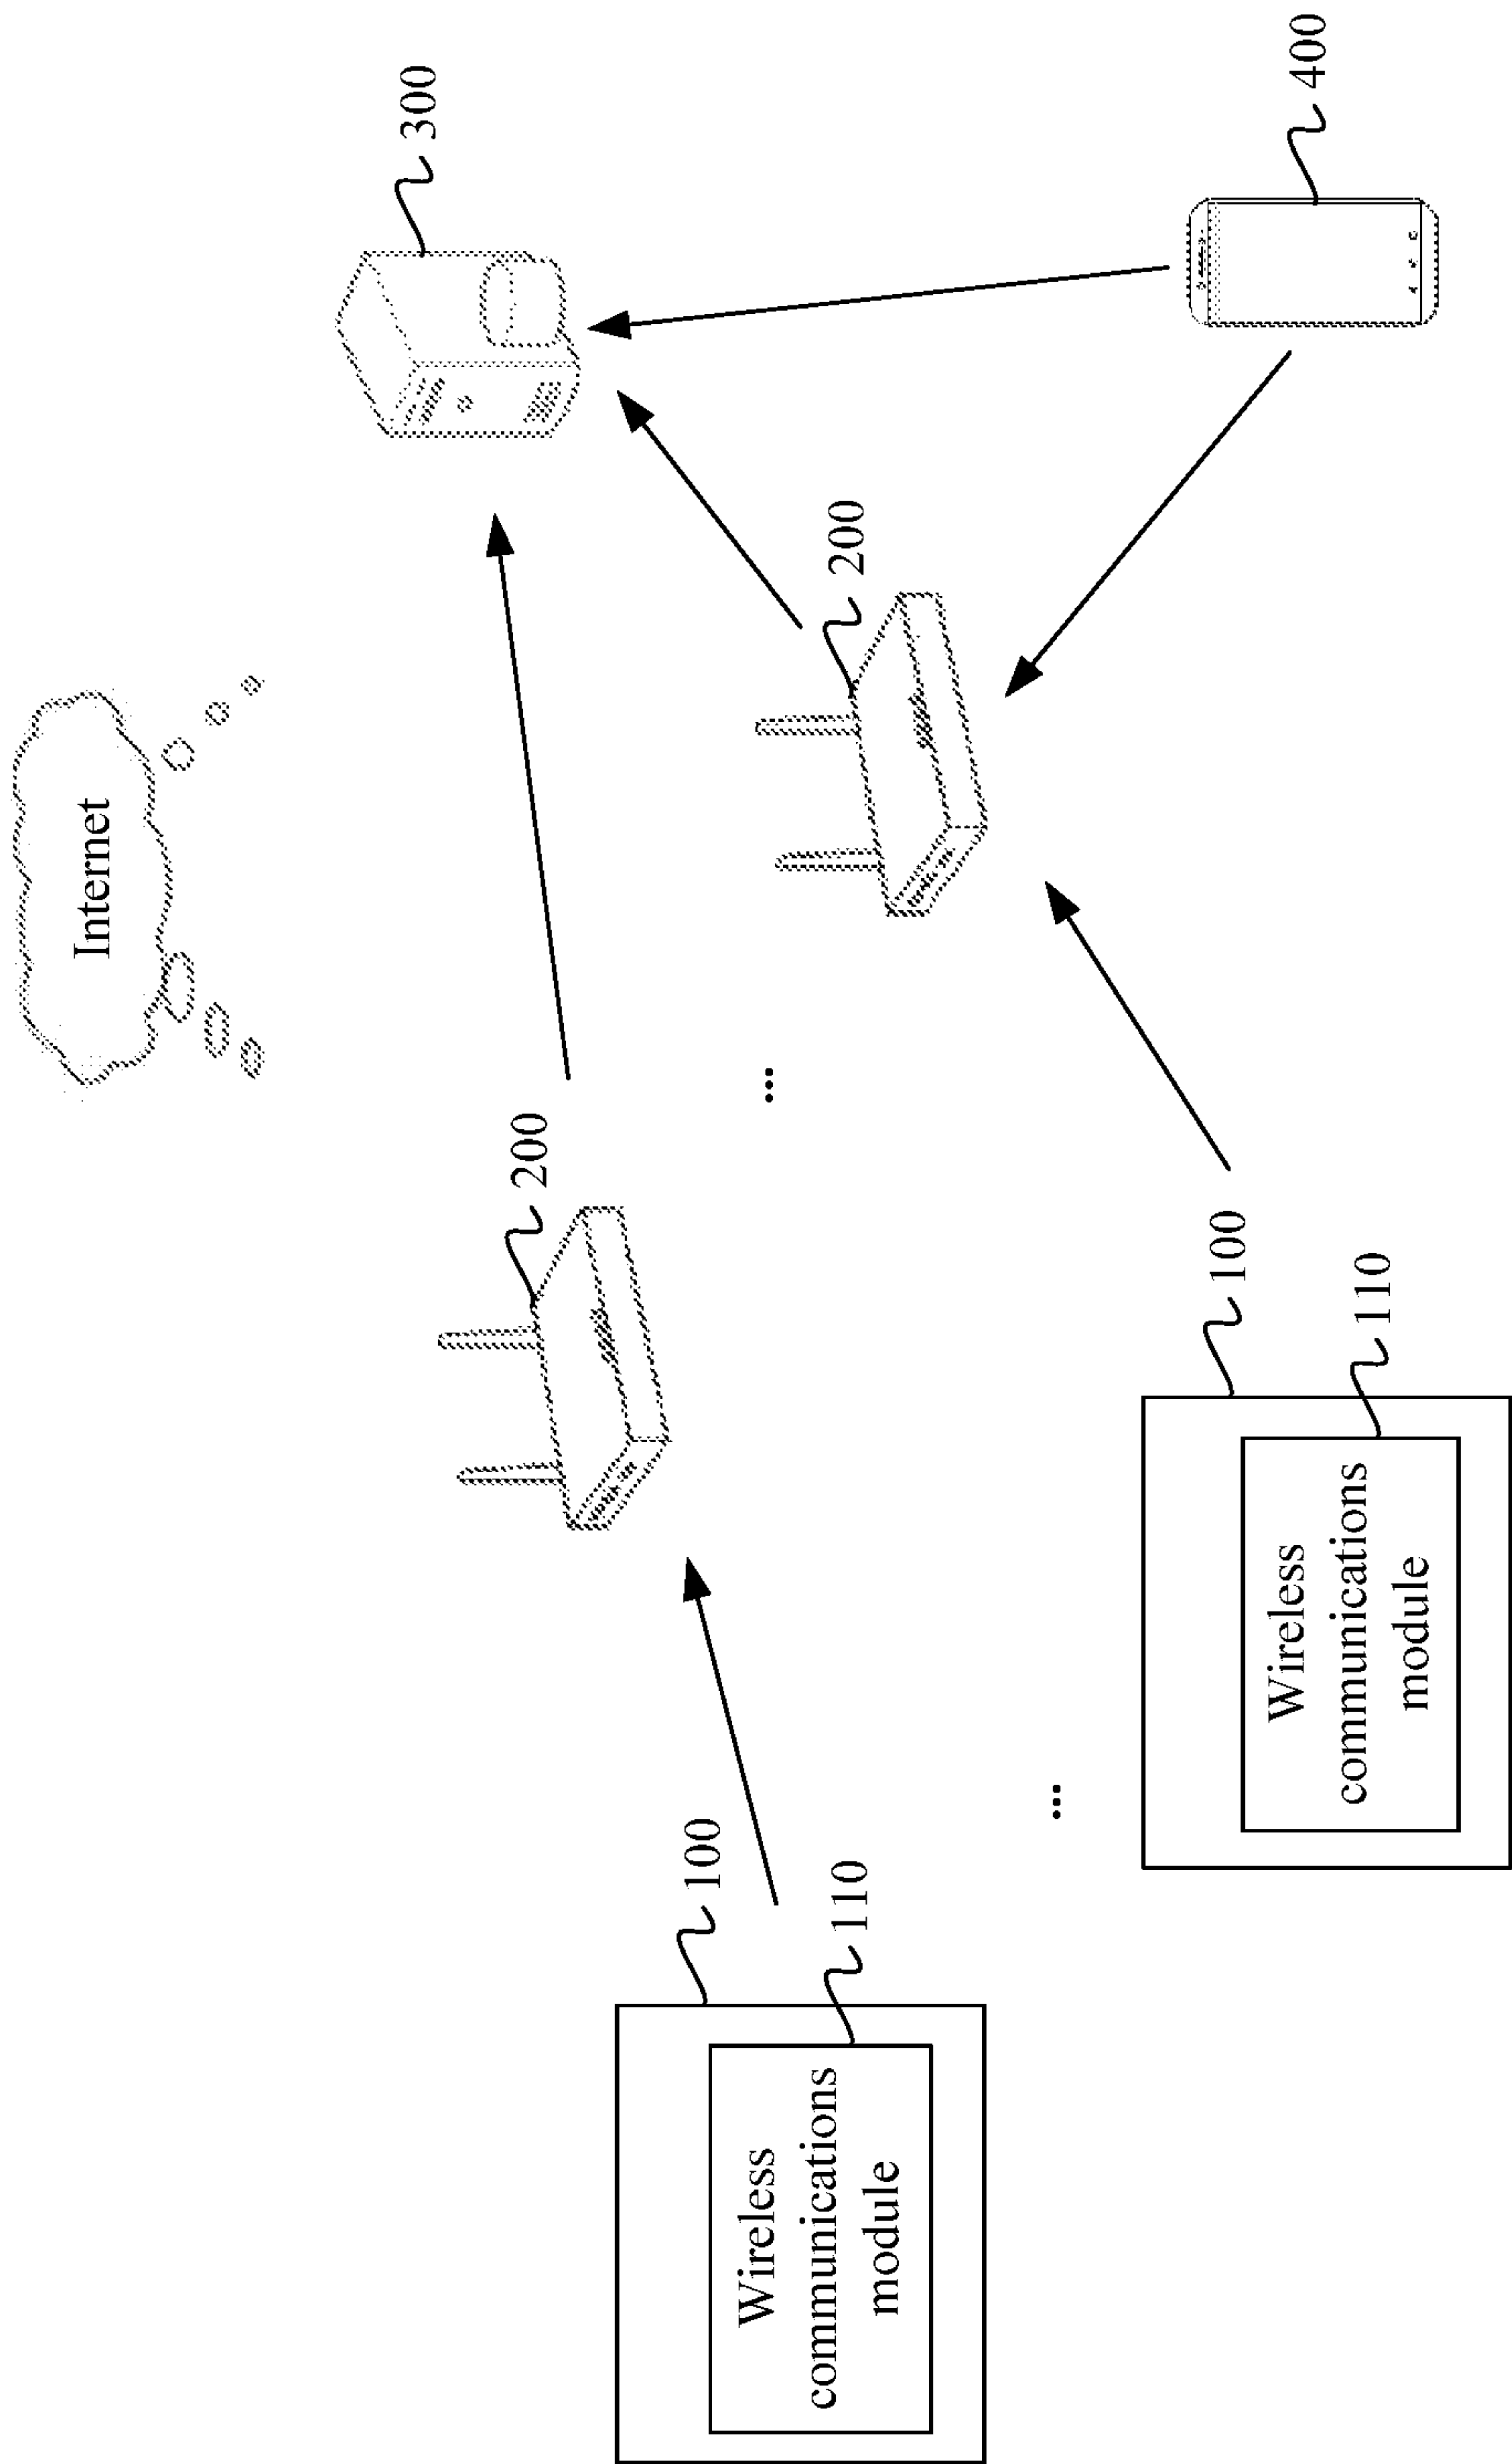 Internet
300
200
200
400
100
110
Wireless
communications
module
100
110
Wireless
communications
module
...
...